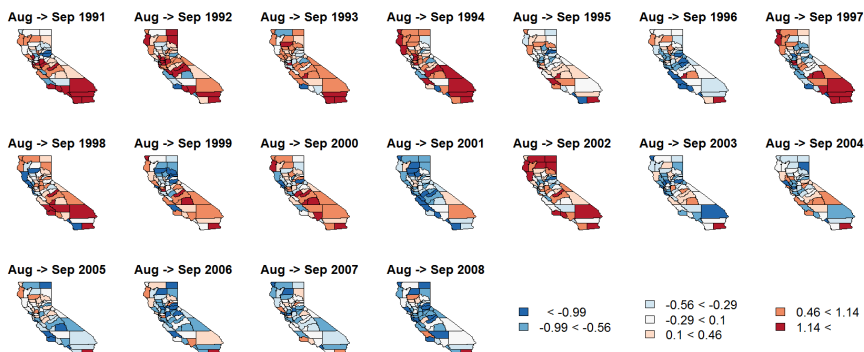 Aug -> Sep 1991
Aug -> Sep 1992
Aug -> Sep 1993
Aug -> Sep 1994
Aug -> Sep 1995
Aug -> Sep 1996
Aug -> Sep 1997
Aug -> Sep 1998
Aug -> Sep 1999
Aug -> Sep 2000
Aug -> Sep 2001
Aug -> Sep 2002
Aug -> Sep 2003
Aug -> Sep 2004
Aug -> Sep 2005
Aug -> Sep 2006
Aug -> Sep 2007
Aug -> Sep 2008
< -0.99
-0.99 < -0.56
-0.56 < -0.29
-0.29 < 0.1
0.1 < 0.46
0.46 < 1.14
1.14 <